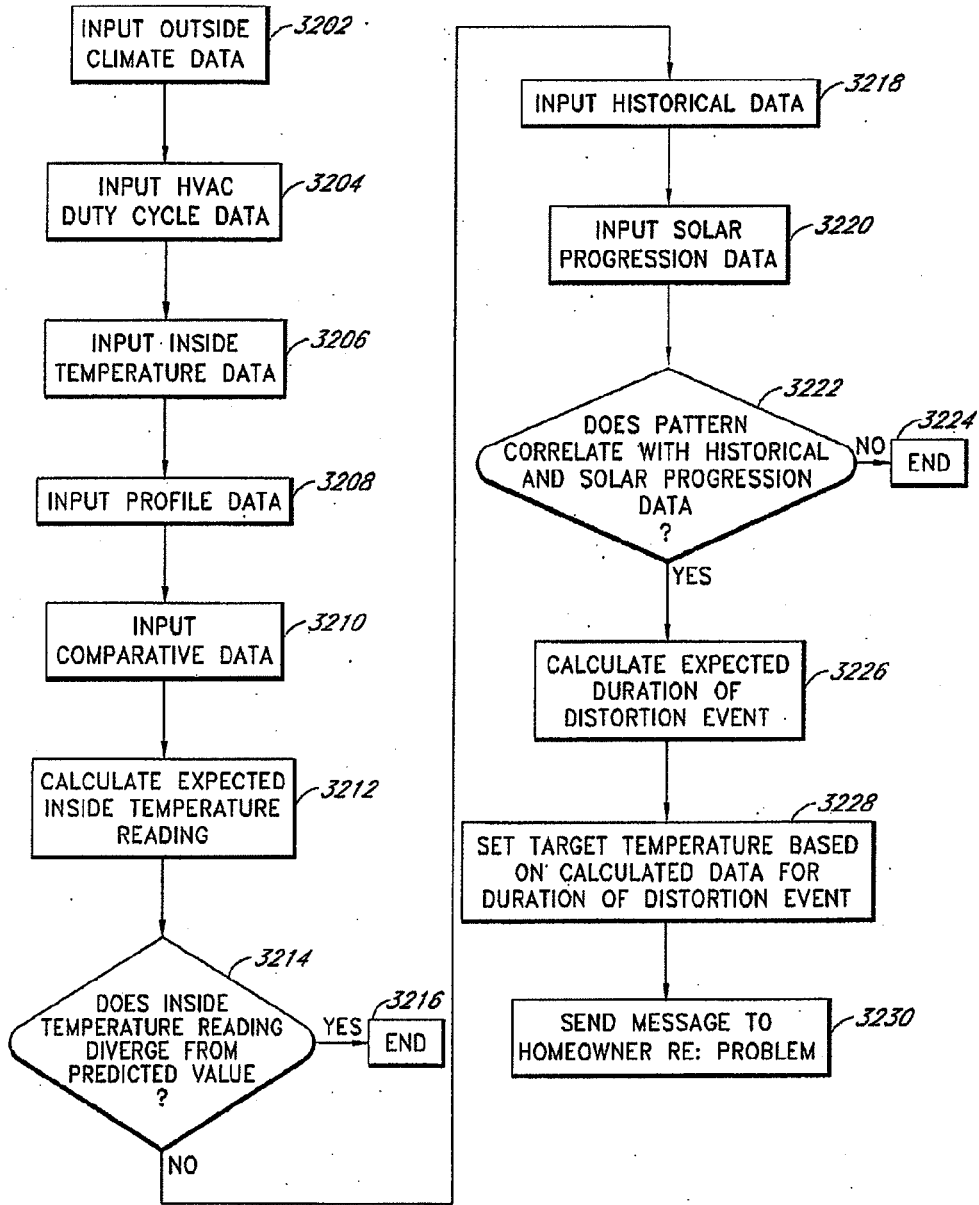 INPUT OUTSIDE
CLIMATE DATA
3202
INPUT HVAC
DUTY CYCLE DATA
3204
INPUT INSIDE
TEMPERATURE DATA
3206
INPUT PROFILE DATA
3208
INPUT
COMPARATIVE DATA
3210
CALCULATE EXPECTED
INSIDE TEMPERATURE
READING
3212
3214
DOES INSIDE
TEMPERATURE READING
DIVERGE FROM
PREDICTED VALUE
?
YES
3216
END
NO
INPUT HISTORICAL DATA
3218
INPUT SOLAR
PROGRESSION DATA
3220
3222
DOES PATTERN
CORRELATE WITH HISTORICAL
AND SOLAR PROGRESSION
DATA
?
NO
3224
END
YES
CALCULATE EXPECTED
DURATION OF
DISTORTION EVENT
3226
3228
SET TARGET TEMPERATURE BASED
ON CALCULATED DATA FOR
DURATION OF DISTORTION EVENT
SEND MESSAGE TO
HOMEOWNER RE: PROBLEM
3230